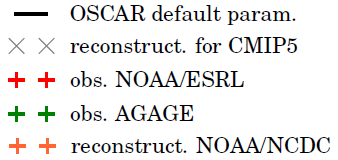 OSCAR default param.
reconstruct. for CMIP5
obs. NOAA/ESRL
obs. AGAGE
reconstruct. NOAA/NCDC